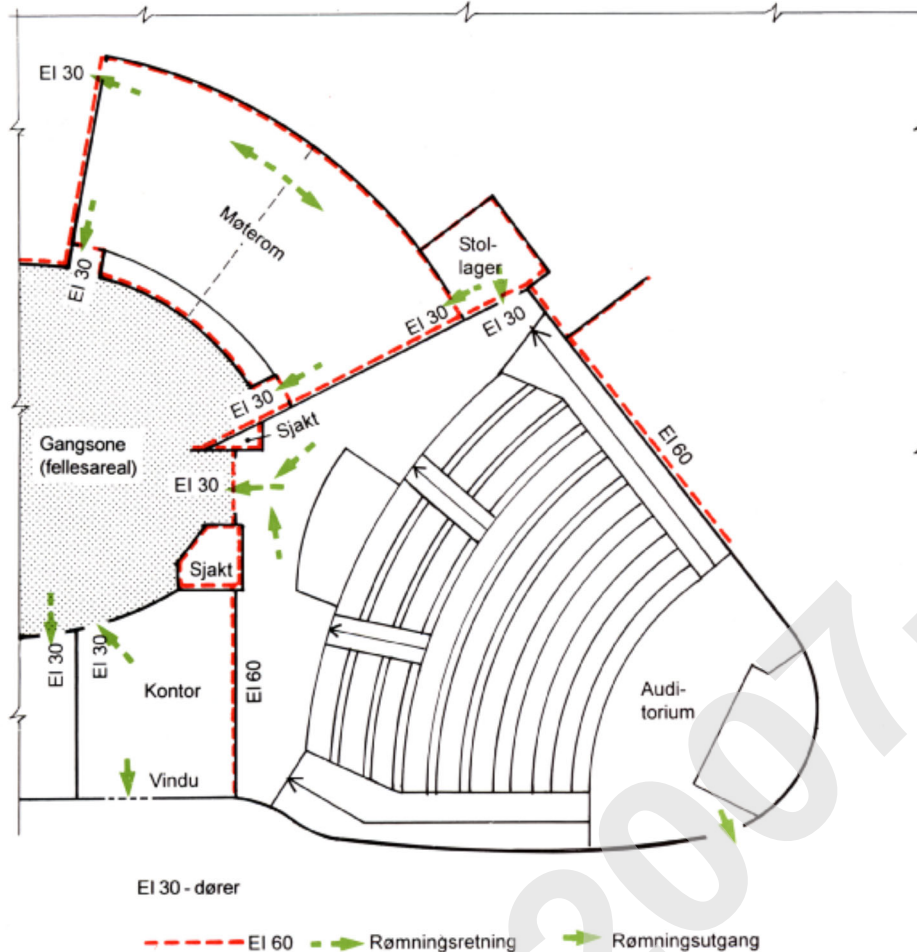 EI 30
Møterom
EI 30
Stol-
lager
EI 30
EI 30
EI 30
Sjakt
Gangsone
(fellesareal)
EI 30
EI 60
Sjakt
EI 30
EI 30
Kontor
EI 60
Audi-
torium
Vindu
2007-
EI 30 - dører
EI 60
Rømningsretning
Rømningsutgang